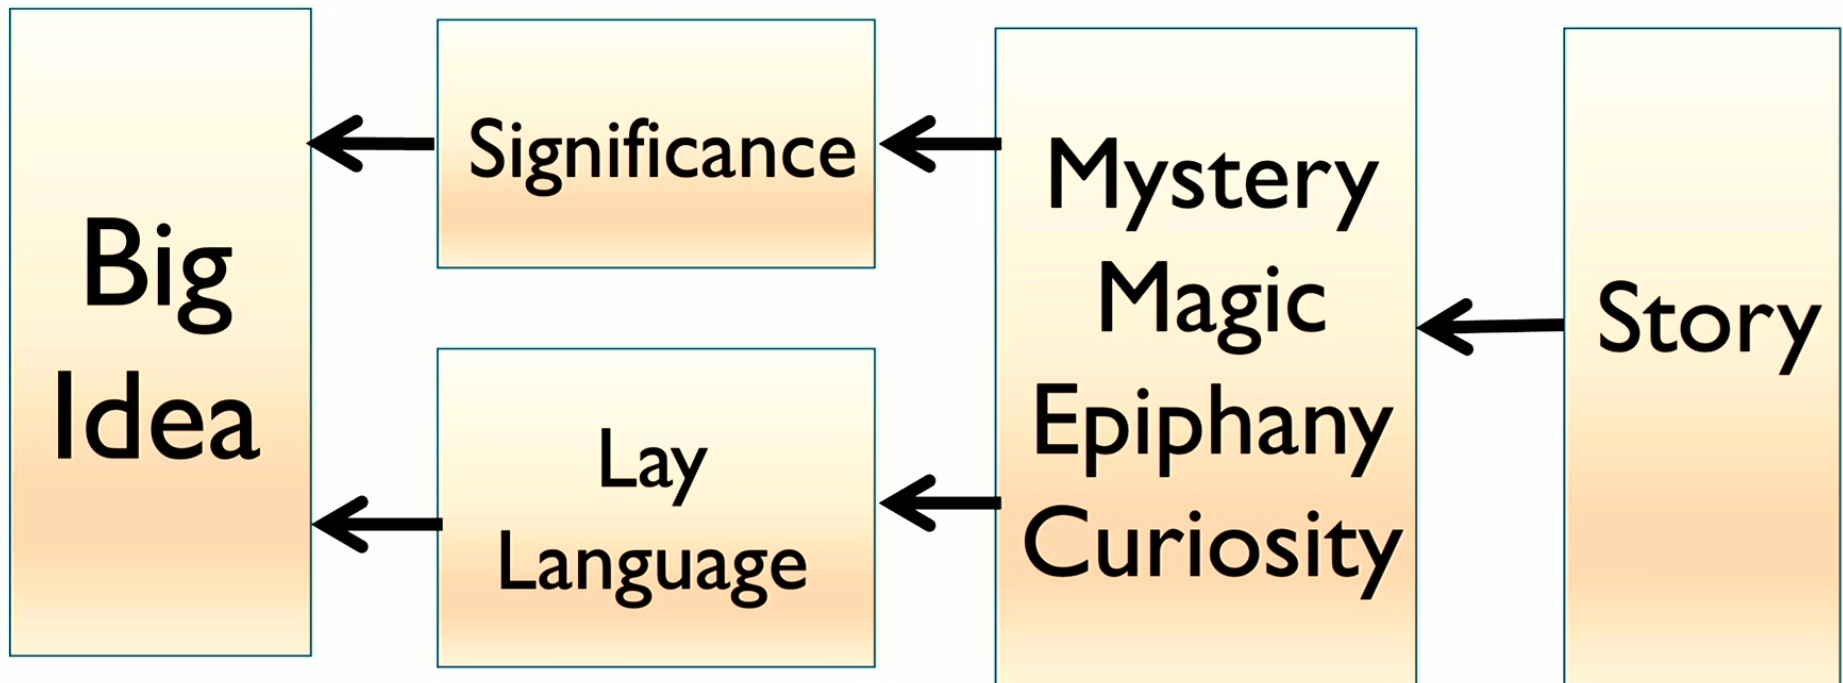 Big
Idea
Significance
Lay
Language
Mystery
Magic
Epiphany
Curiosity
Story